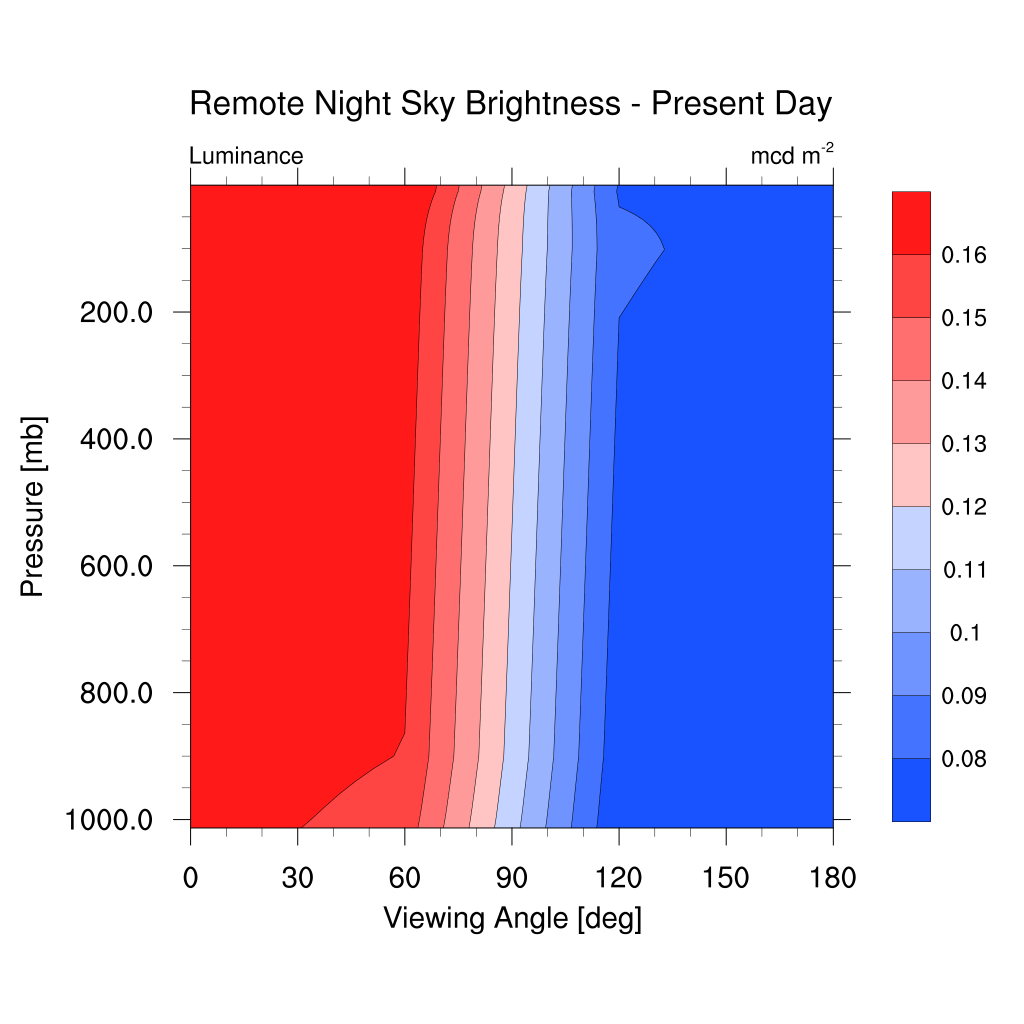 Remote Night Sky Brightness - Present Day
Luminance mcd m-2
200.0
400.0
600.0
800.0
1000.0
Pressure [mb]
0 30 60 90 120 150 180
Viewing Angle [deg]
0.16
0.15
0.14
0.13
0.12
0.11
0.1
0.09
0.08